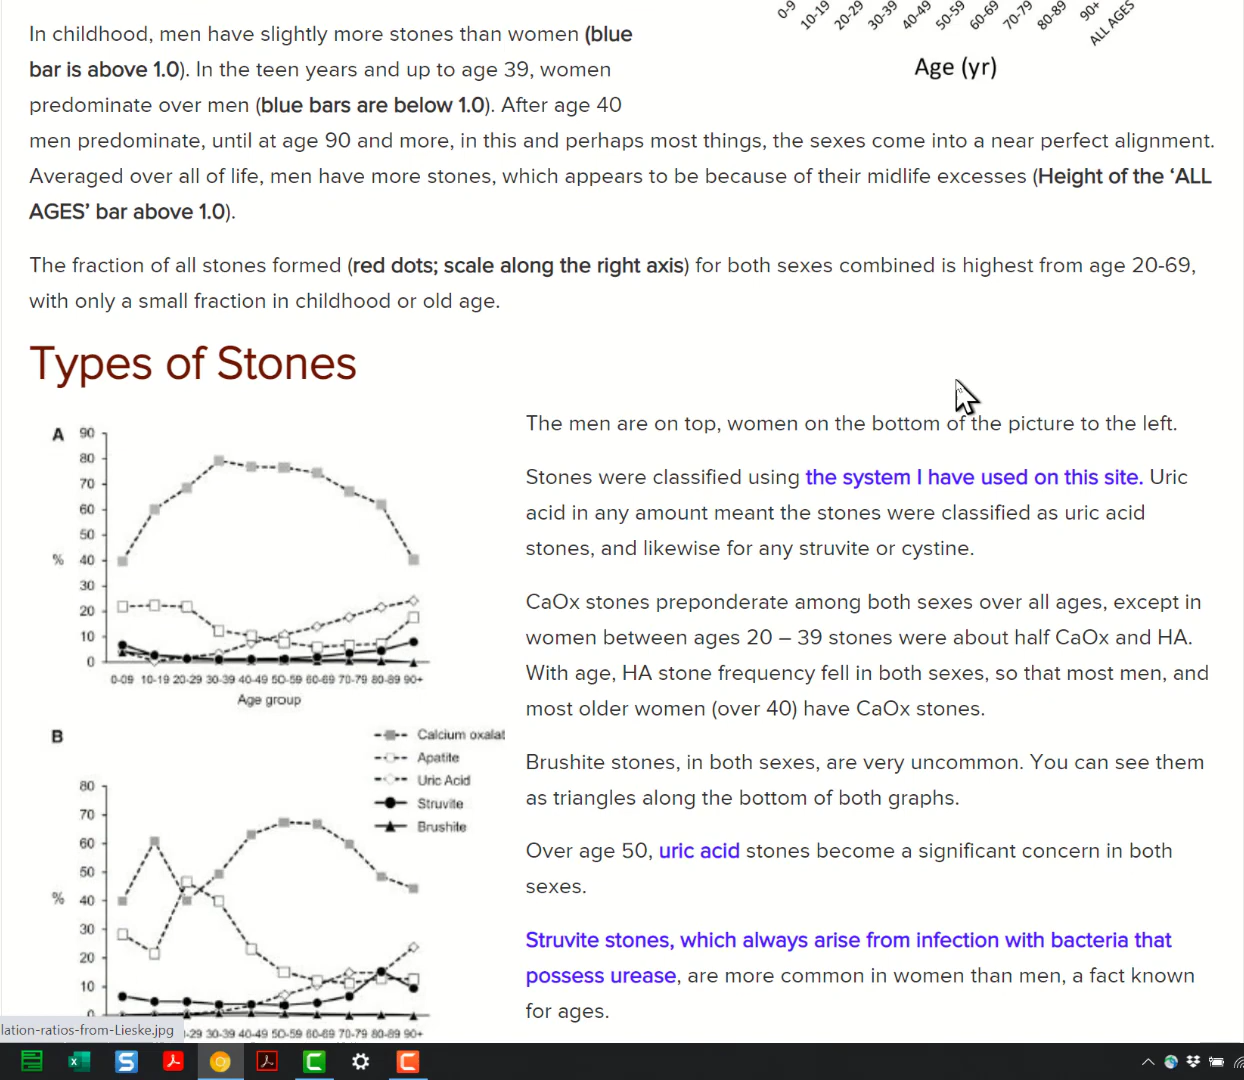 0-9 10-19 20-29 30-39 40-49 50-59 60-69 70-79 80-89 90+ ALL AGES
Age (yr)
In childhood, men have slightly more stones than women (blue
bar is above 1.0). In the teen years and up to age 39, women
predominate over men (blue bars are below 1.0). After age 40
men predominate, until at age 90 and more, in this and perhaps most things, the sexes come into a near perfect alignment.
Averaged over all of life, men have more stones, which appears to be because of their midlife excesses (Height of the ‘ALL
AGES’ bar above 1.0).
The fraction of all stones formed (red dots; scale along the right axis) for both sexes combined is highest from age 20-69,
with only a small fraction in childhood or old age.
Types of Stones
A
90
80
70
60
50
% 40
30
20
10
0
0-09 10-19 20-29 30-39 40-49 50-59 60-69 70-79 80-89 90+
Age group
B
Calcium oxalat
Apatite
Uric Acid
Struvite
Brushite
80
70
60
50
% 40
30
20
10
0
-29 30-39 40-49 50-59 60-69 70-79 80-89 90+
The men are on top, women on the bottom of the picture to the left.
Stones were classified using the system I have used on this site. Uric
acid in any amount meant the stones were classified as uric acid
stones, and likewise for any struvite or cystine.
CaOx stones preponderate among both sexes over all ages, except in
women between ages 20 – 39 stones were about half CaOx and HA.
With age, HA stone frequency fell in both sexes, so that most men, and
most older women (over 40) have CaOx stones.
Brushite stones, in both sexes, are very uncommon. You can see them
as triangles along the bottom of both graphs.
Over age 50, uric acid stones become a significant concern in both
sexes.
Struvite stones, which always arise from infection with bacteria that
possess urease, are more common in women than men, a fact known
for ages.
lation-ratios-from-Lieske.jpg